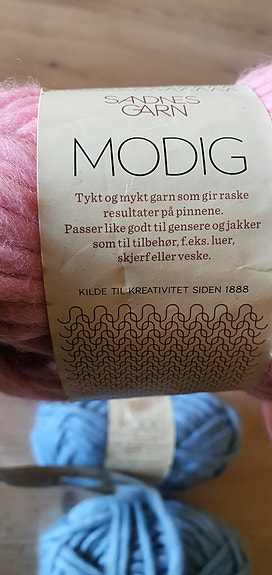 SANDNES
GARN
MODIG
Tykt og mykt garn som gir raske
resultater på pinnene.
Passer like godt til gensere og jakker
som til tilbehør, f.eks. luer,
skjerf eller veske.
KILDE TIL KREATIVITET SIDEN 1888